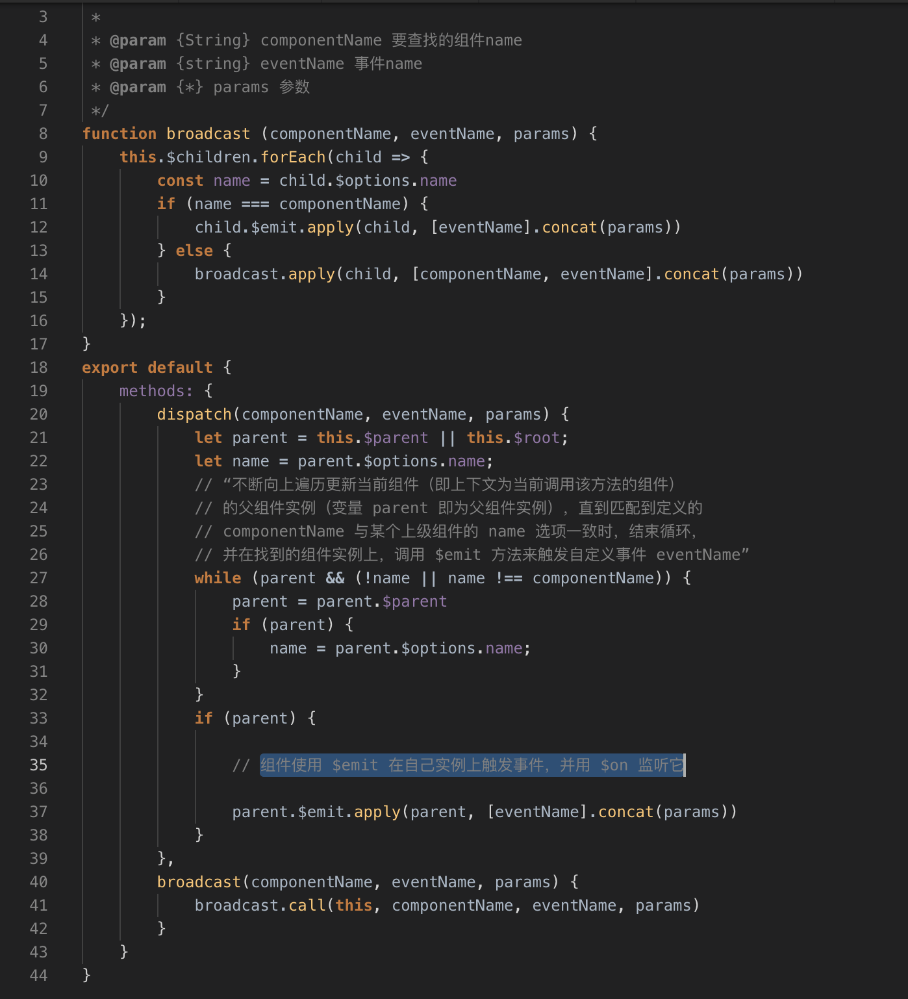 3 *
4 * @param {String} componentName 要查找的组件name
5 * @param {string} eventName 事件name
6 * @param {*} params 参数
7 */
8 function broadcast (componentName, eventName, params) {
9 this.$children.forEach(child => {
10 const name = child.$options.name
11 if (name === componentName) {
12 child.$emit.apply(child, [eventName].concat(params))
13 } else {
14 broadcast.apply(child, [componentName, eventName].concat(params))
15 }
16 });
17 }
18 export default {
19 methods: {
20 dispatch(componentName, eventName, params) {
21 let parent = this.$parent || this.$root;
22 let name = parent.$options.name;
23 // “不断向上遍历更新当前组件（即上下文为当前调用该方法的组件）
24 // 的父组件实例（变量 parent 即为父组件实例），直到匹配到定义的
25 // componentName 与某个上级组件的 name 选项一致时，结束循环，
26 // 并在找到的组件实例上，调用 $emit 方法来触发自定义事件 eventName”
27 while (parent && (!name || name !== componentName)) {
28 parent = parent.$parent
29 if (parent) {
30 name = parent.$options.name;
31 }
32 }
33 if (parent) {
34
35 // 组件使用 $emit 在自己实例上触发事件，并用 $on 监听它
36
37 parent.$emit.apply(parent, [eventName].concat(params))
38 }
39 },
40 broadcast(componentName, eventName, params) {
41 broadcast.call(this, componentName, eventName, params)
42 }
43 }
44 }